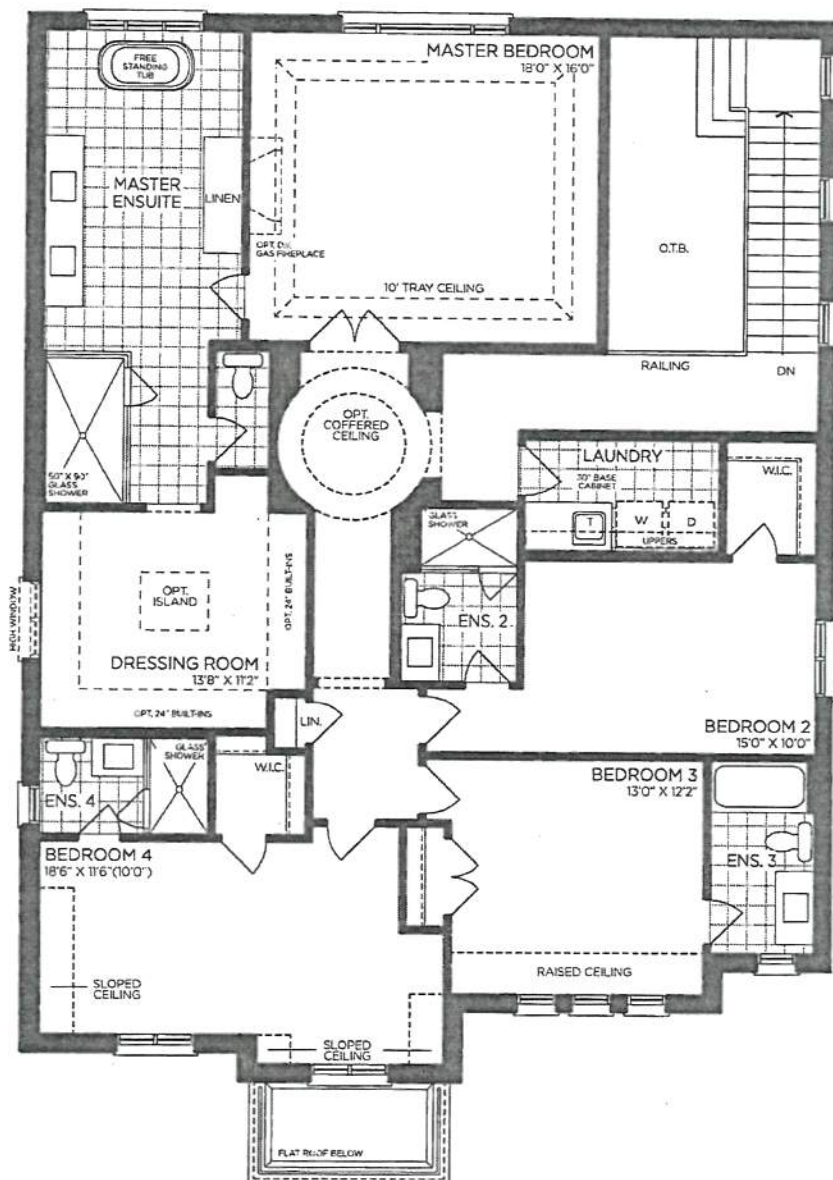 FREE
STANDING
TUB
MASTER BEDROOM
18'0" X 16'0"
MASTER
ENSUITE
LINEN
OPT. DV.
GAS FIREPLACE
10' TRAY CEILING
O.T.B.
RAILING
DN
OPT.
COFFERED
CEILING
50" X 90"
GLASS
SHOWER
LAUNDRY
30" BASE
CABINET
T
W
D
UPPERS
W.I.C.
GLASS
SHOWER
ENS. 2
HIGH WINDOW
OPT.
ISLAND
OPT. 24" BUILT-INS
DRESSING ROOM
13'8" X 11'2"
OPT. 24" BUILT-INS
LIN.
BEDROOM 2
15'0" X 10'0"
GLASS
SHOWER
W.I.C.
ENS. 4
BEDROOM 3
13'0" X 12'2"
ENS. 3
BEDROOM 4
18'6" X 11'6"(10'0")
SLOPED
CEILING
RAISED CEILING
SLOPED
CEILING
FLAT ROOF BELOW